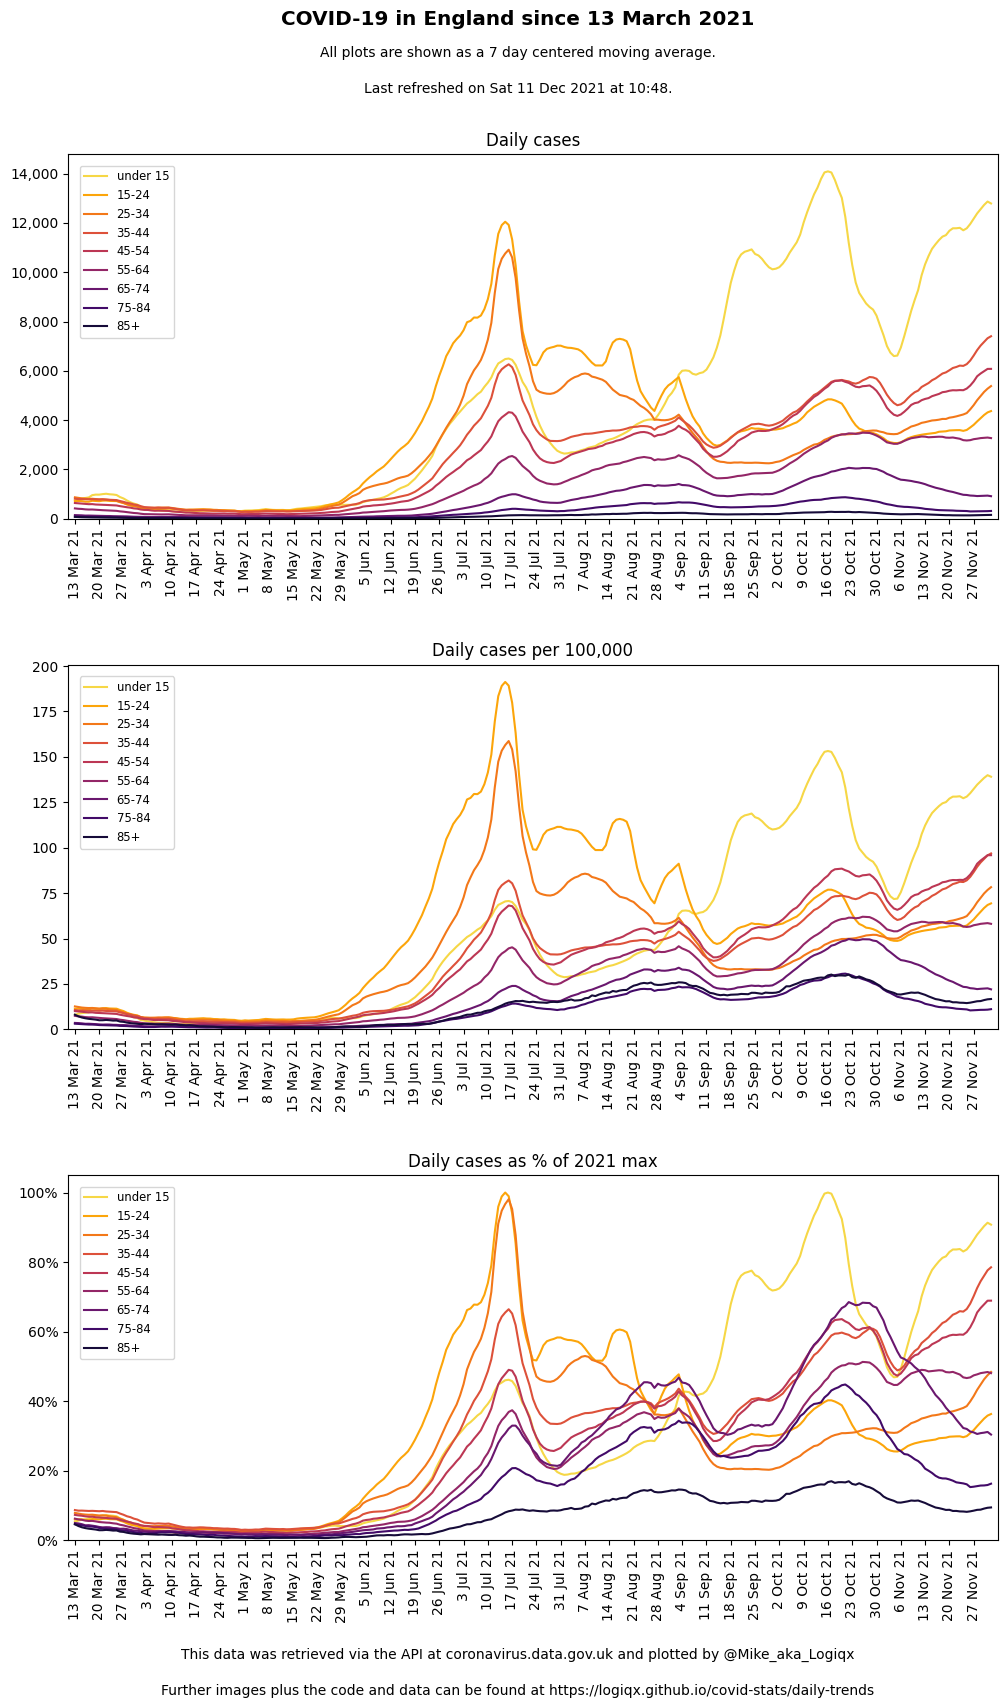 COVID-19 in England since 13 March 2021
All plots are shown as a 7 day centered moving average.
Last refreshed on Sat 11 Dec 2021 at 10:48.
Daily cases
14,000
12,000
10,000
8,000
6,000
4,000
2,000
0
under 15
15-24
25-34
35-44
45-54
55-64
65-74
75-84
85+
13 Mar 21
20 Mar 21
27 Mar 21
3 Apr 21
10 Apr 21
17 Apr 21
24 Apr 21
1 May 21
8 May 21
15 May 21
22 May 21
29 May 21
5 Jun 21
12 Jun 21
19 Jun 21
26 Jun 21
3 Jul 21
10 Jul 21
17 Jul 21
24 Jul 21
31 Jul 21
7 Aug 21
14 Aug 21
21 Aug 21
28 Aug 21
4 Sep 21
11 Sep 21
18 Sep 21
25 Sep 21
2 Oct 21
9 Oct 21
16 Oct 21
23 Oct 21
30 Oct 21
6 Nov 21
13 Nov 21
20 Nov 21
27 Nov 21
Daily cases per 100,000
200
175
150
125
100
75
50
25
0
under 15
15-24
25-34
35-44
45-54
55-64
65-74
75-84
85+
13 Mar 21
20 Mar 21
27 Mar 21
3 Apr 21
10 Apr 21
17 Apr 21
24 Apr 21
1 May 21
8 May 21
15 May 21
22 May 21
29 May 21
5 Jun 21
12 Jun 21
19 Jun 21
26 Jun 21
3 Jul 21
10 Jul 21
17 Jul 21
24 Jul 21
31 Jul 21
7 Aug 21
14 Aug 21
21 Aug 21
28 Aug 21
4 Sep 21
11 Sep 21
18 Sep 21
25 Sep 21
2 Oct 21
9 Oct 21
16 Oct 21
23 Oct 21
30 Oct 21
6 Nov 21
13 Nov 21
20 Nov 21
27 Nov 21
Daily cases as % of 2021 max
100%
80%
60%
40%
20%
0%
under 15
15-24
25-34
35-44
45-54
55-64
65-74
75-84
85+
13 Mar 21
20 Mar 21
27 Mar 21
3 Apr 21
10 Apr 21
17 Apr 21
24 Apr 21
1 May 21
8 May 21
15 May 21
22 May 21
29 May 21
5 Jun 21
12 Jun 21
19 Jun 21
26 Jun 21
3 Jul 21
10 Jul 21
17 Jul 21
24 Jul 21
31 Jul 21
7 Aug 21
14 Aug 21
21 Aug 21
28 Aug 21
4 Sep 21
11 Sep 21
18 Sep 21
25 Sep 21
2 Oct 21
9 Oct 21
16 Oct 21
23 Oct 21
30 Oct 21
6 Nov 21
13 Nov 21
20 Nov 21
27 Nov 21
This data was retrieved via the API at coronavirus.data.gov.uk and plotted by @Mike_aka_Logiqx
Further images plus the code and data can be found at https://logiqx.github.io/covid-stats/daily-trends